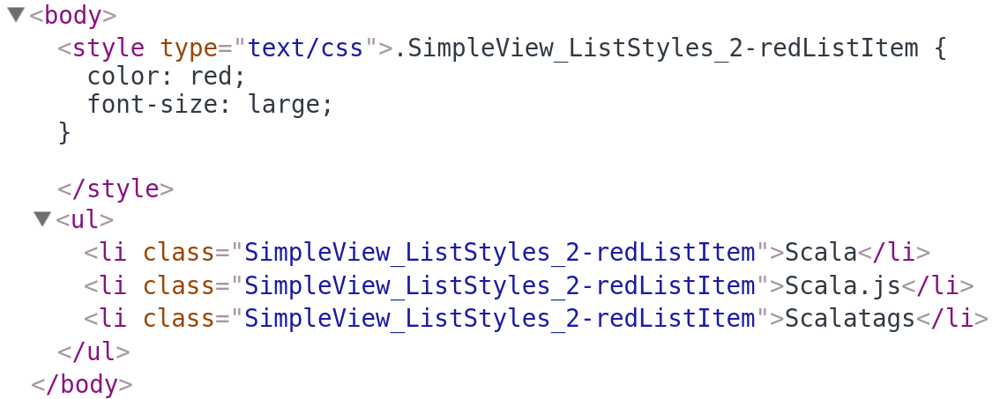 <body>
<style type="text/css">.SimpleView_ListStyles_2-redListItem {
color: red;
font-size: large;
}
</style>
<ul>
<li class="SimpleView_ListStyles_2-redListItem">Scala</li>
<li class="SimpleView_ListStyles_2-redListItem">Scala.js</li>
<li class="SimpleView_ListStyles_2-redListItem">Scalatags</li>
</ul>
</body>